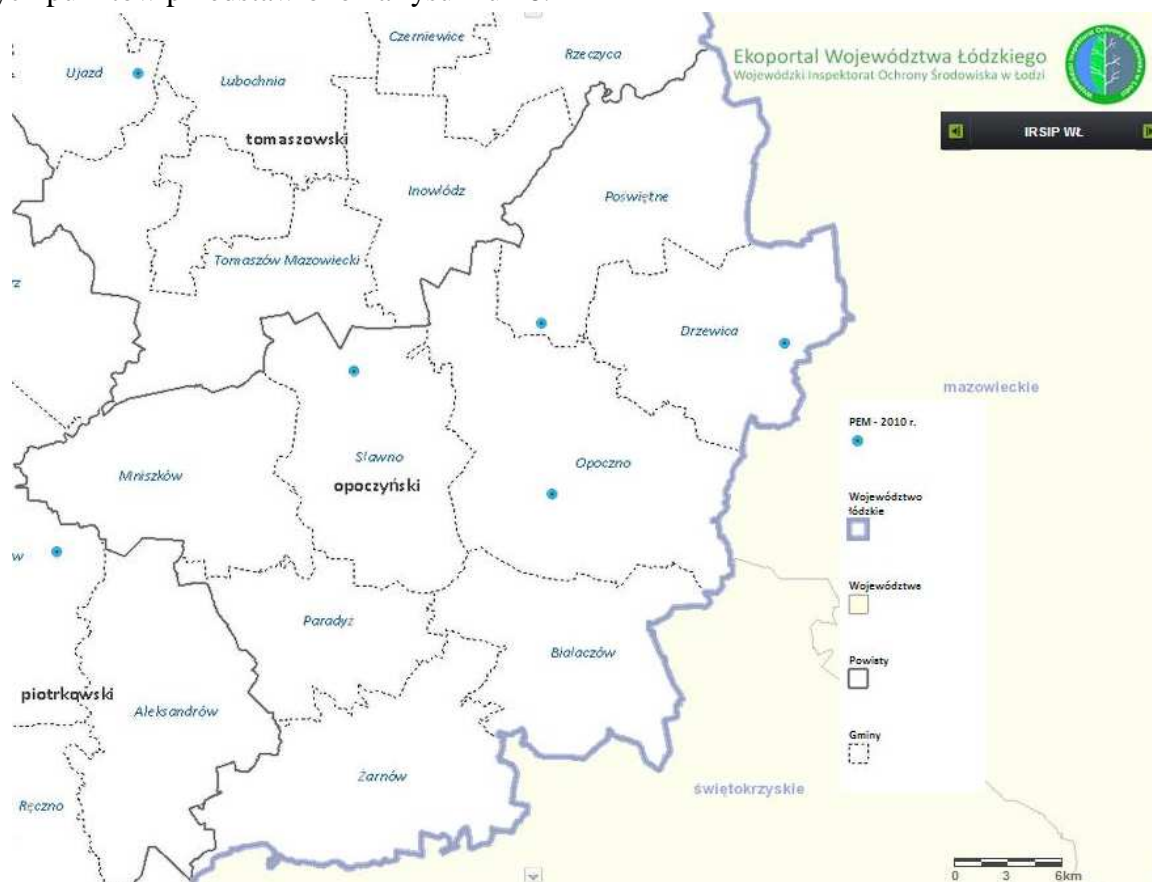 Czerniewice
Rzeczyca
Ekoportal Województwa Łódzkiego
Wojewódzki Inspektorat Ochrony Środowiska w Łodzi
Ujazd
Lubochnia
IRSIP WŁ
tomaszowski
Inowłódz
Poswiętne
Tomaszów Mazowiecki
rz
Drzewica
mazowieckie
PEM - 2010 r.
Mniszków
Sławno
Opoczno
opoczyński
Województwo
łódzkie
w
Województwa
Paradyż
Białaczów
Powiaty
piotrkowski
Aleksandrów
Gminy
Żarnów
świętokrzyskie
Ręczno
0 3 6km